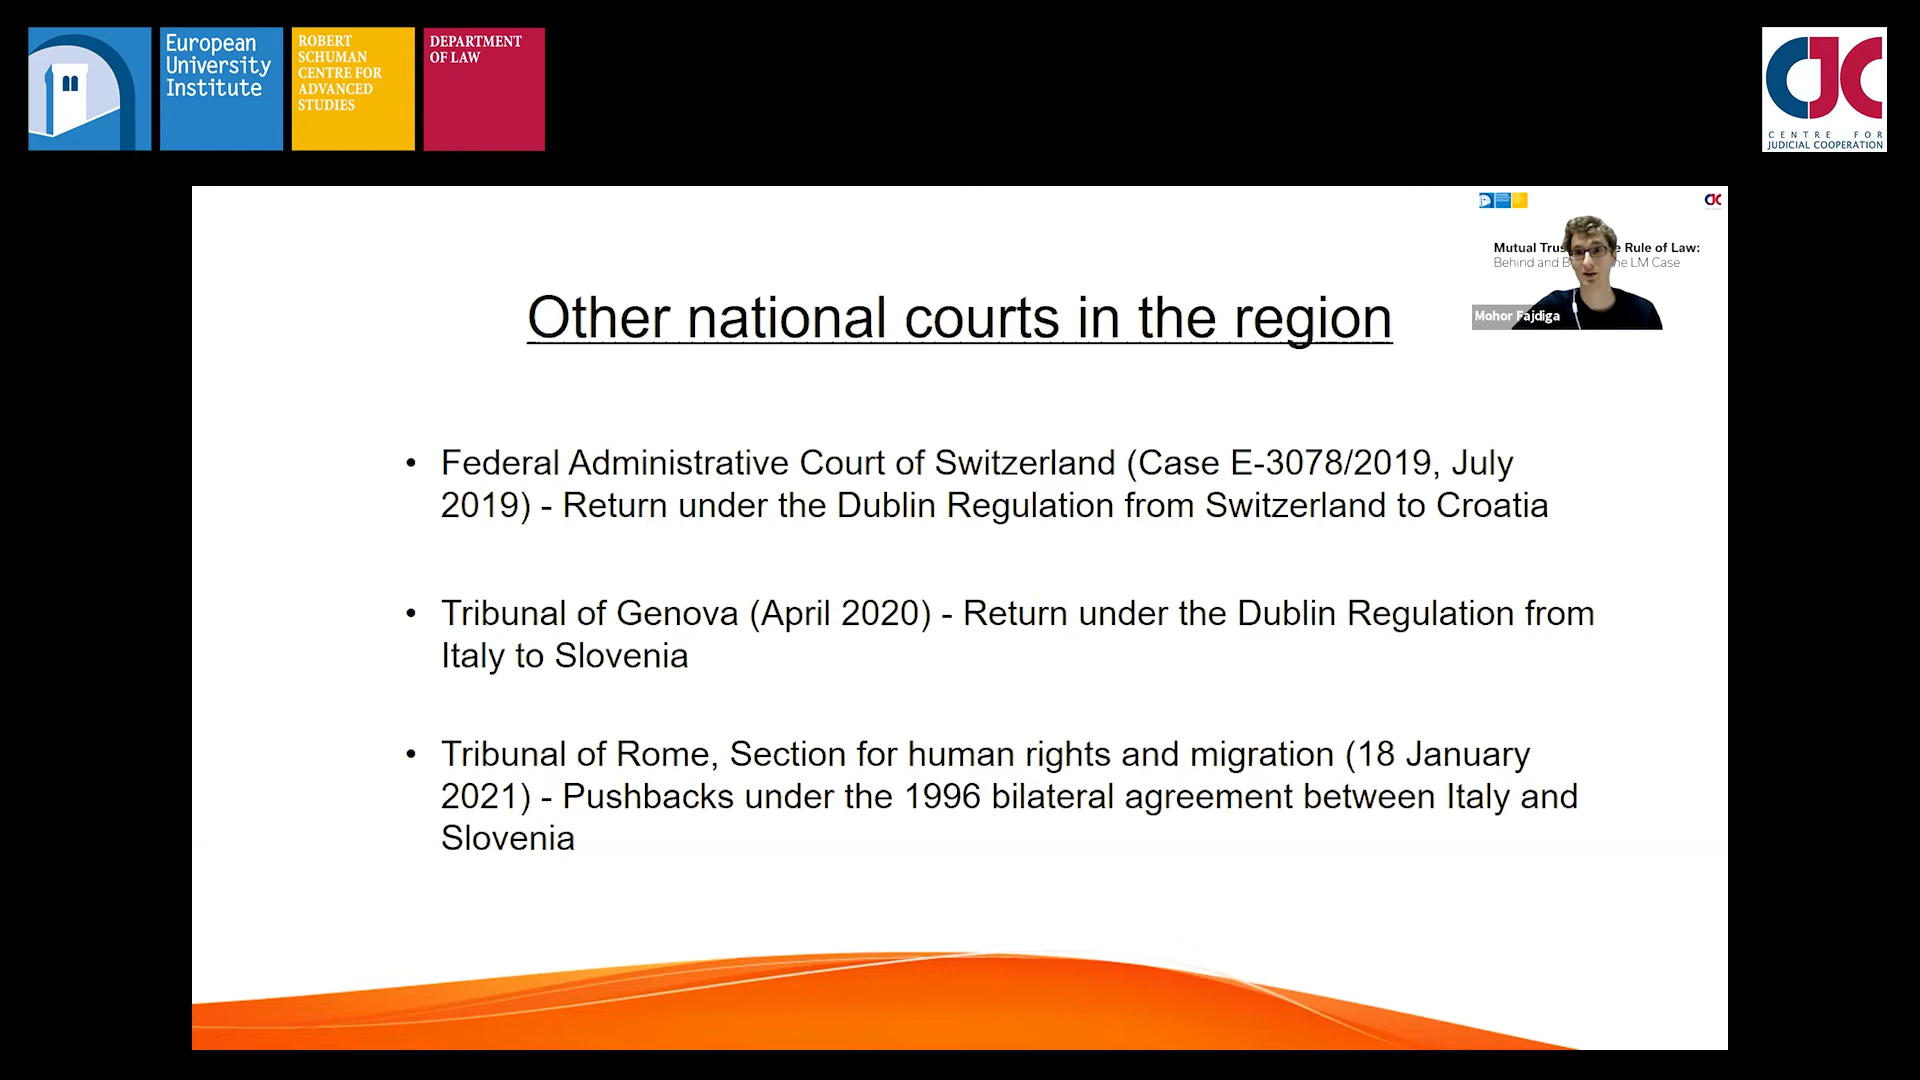 European
University
Institute
ROBERT
SCHUMAN
CENTRE FOR
ADVANCED
STUDIES
DEPARTMENT
OF LAW
CJC
CENTRE FOR
JUDICIAL COOPERATION
CJC
Mutual Trus e Rule of Law:
Behind and B he LM Case
Mohor Fajdiga
Other national courts in the region
• Federal Administrative Court of Switzerland (Case E-3078/2019, July
2019) - Return under the Dublin Regulation from Switzerland to Croatia
• Tribunal of Genova (April 2020) - Return under the Dublin Regulation from
Italy to Slovenia
• Tribunal of Rome, Section for human rights and migration (18 January
2021) - Pushbacks under the 1996 bilateral agreement between Italy and
Slovenia